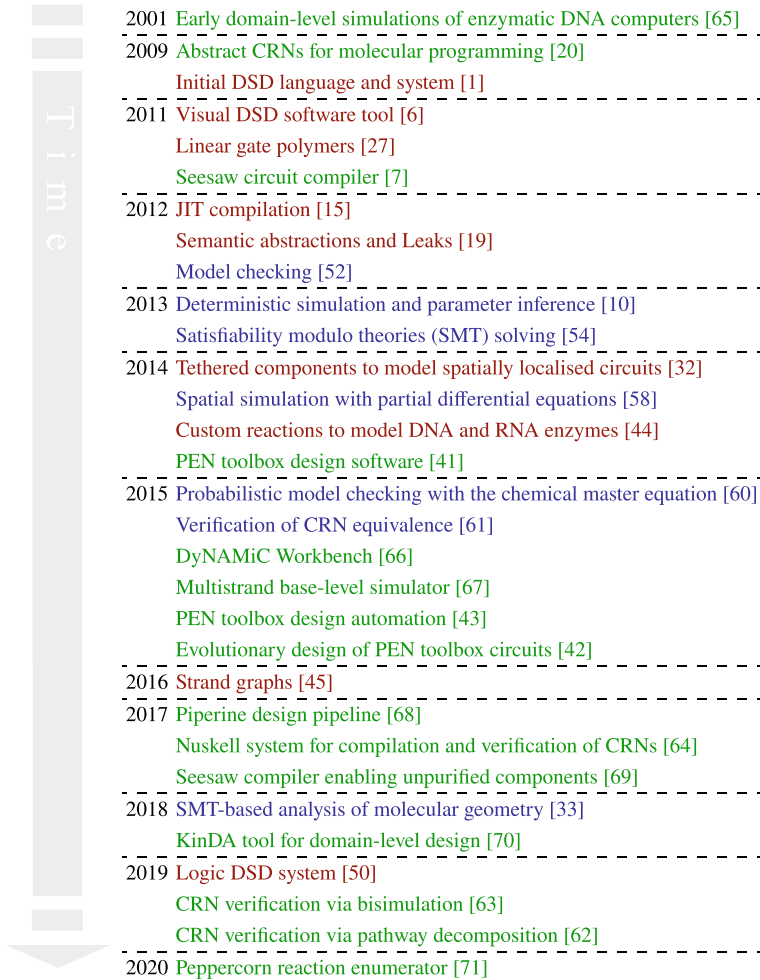 Time
2001 Early domain-level simulations of enzymatic DNA computers [65]
2009 Abstract CRNs for molecular programming [20]
Initial DSD language and system [1]
2011 Visual DSD software tool [6]
Linear gate polymers [27]
Seesaw circuit compiler [7]
2012 JIT compilation [15]
Semantic abstractions and Leaks [19]
Model checking [52]
2013 Deterministic simulation and parameter inference [10]
Satisfiability modulo theories (SMT) solving [54]
2014 Tethered components to model spatially localised circuits [32]
Spatial simulation with partial differential equations [58]
Custom reactions to model DNA and RNA enzymes [44]
PEN toolbox design software [41]
2015 Probabilistic model checking with the chemical master equation [60]
Verification of CRN equivalence [61]
DyNAMiC Workbench [66]
Multistrand base-level simulator [67]
PEN toolbox design automation [43]
Evolutionary design of PEN toolbox circuits [42]
2016 Strand graphs [45]
2017 Piperine design pipeline [68]
Nuskell system for compilation and verification of CRNs [64]
Seesaw compiler enabling unpurified components [69]
2018 SMT-based analysis of molecular geometry [33]
KinDA tool for domain-level design [70]
2019 Logic DSD system [50]
CRN verification via bisimulation [63]
CRN verification via pathway decomposition [62]
2020 Peppercorn reaction enumerator [71]